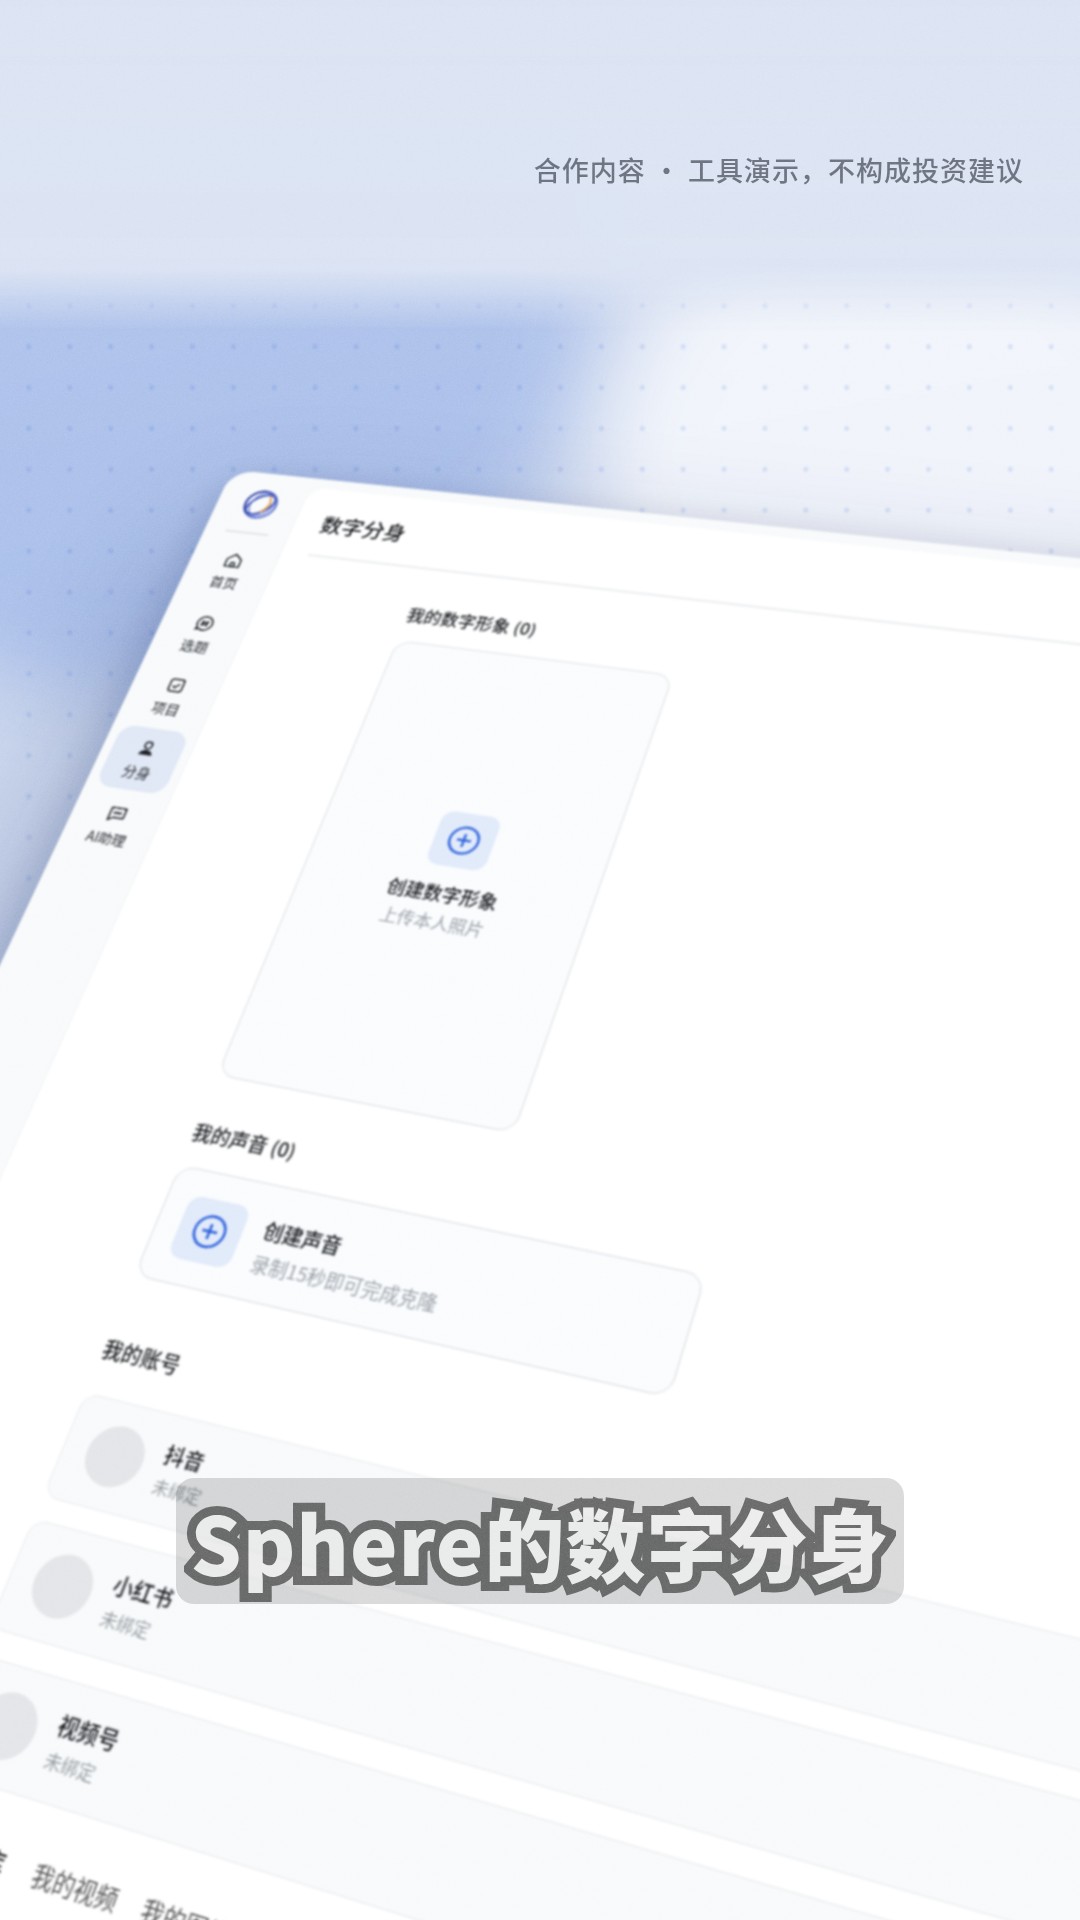 合作内容 · 工具演示，不构成投资建议
数字分身
首页
选题
项目
分身
AI助理
我的数字形象 (0)
创建数字形象
上传本人照片
我的声音 (0)
创建声音
录制15秒即可完成克隆
我的账号
抖音
未绑定
Sphere的数字分身
小红书
未绑定
视频号
未绑定
我的视频
我的